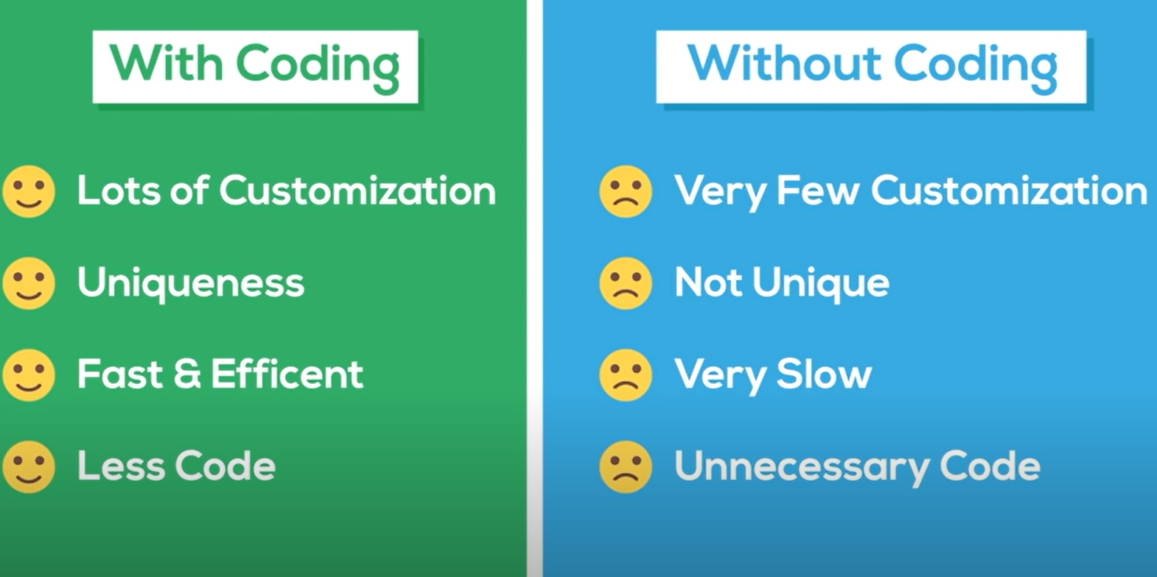 With Coding
Lots of Customization
Uniqueness
Fast & Efficent
Less Code
Without Coding
Very Few Customization
Not Unique
Very Slow
Unnecessary Code